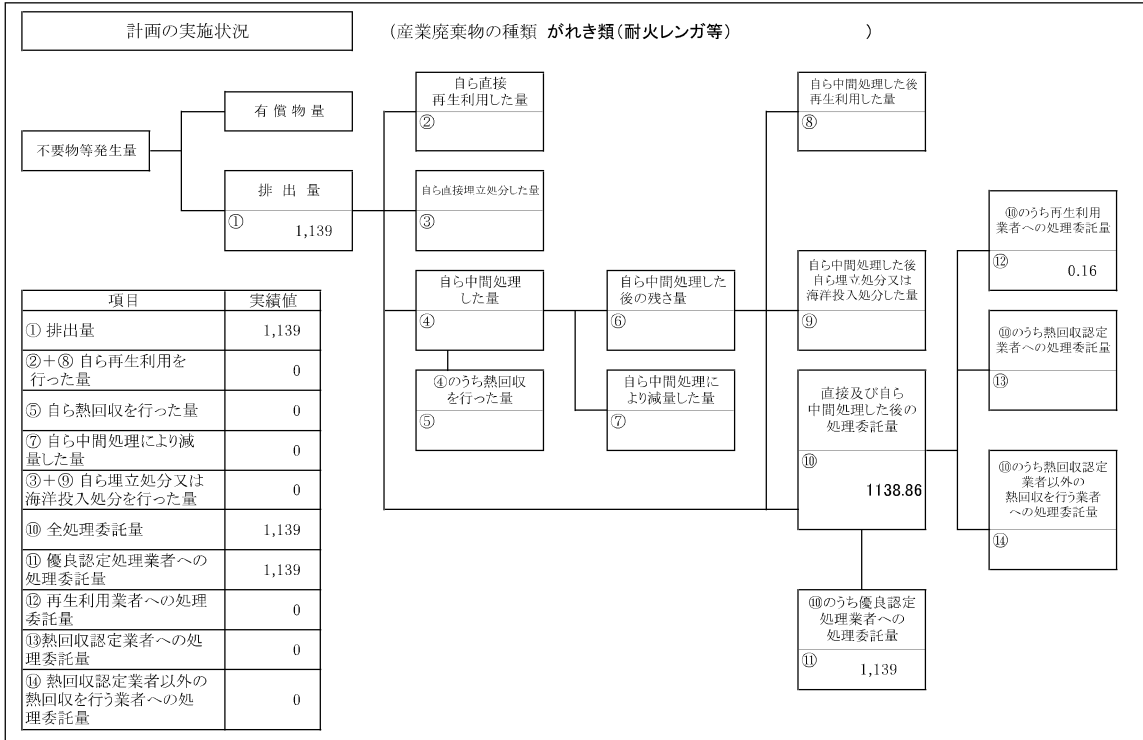 計画の実施状況
(産業廃棄物の種類 がれき類(耐火レンガ等) )
不要物等発生量
有 償 物 量
排 出 量
①
1,139
自ら直接
再生利用した量
②
自ら直接埋立処分した量
③
自ら中間処理
した量
④
④のうち熱回収
を行った量
⑤
自ら中間処理した
後の残さ量
⑥
自ら中間処理に
より減量した量
⑦
自ら中間処理した後
再生利用した量
⑧
自ら中間処理した後
自ら埋立処分又は
海洋投入処分した量
⑨
直接及び自ら
中間処理した後の
処理委託量
⑩
1138.86
⑩のうち優良認定
処理業者への
処理委託量
⑪
1,139
⑩のうち再生利用
業者への処理委託量
⑫
0.16
⑩のうち熱回収認定
業者への処理委託量
⑬
⑩のうち熱回収認定
業者以外の
熱回収を行う業者
への処理委託量
⑭
項目 実績値
① 排出量 1,139
②+⑧ 自ら再生利用を
行った量 0
⑤ 自ら熱回収を行った量 0
⑦ 自ら中間処理により減
量した量 0
③+⑨ 自ら埋立処分又は
海洋投入処分を行った量 0
⑩ 全処理委託量 1,139
⑪ 優良認定処理業者への
処理委託量 1,139
⑫ 再生利用業者への処理
委託量 0
⑬熱回収認定業者への処
理委託量 0
⑭ 熱回収認定業者以外の
熱回収を行う業者への処
理委託量 0